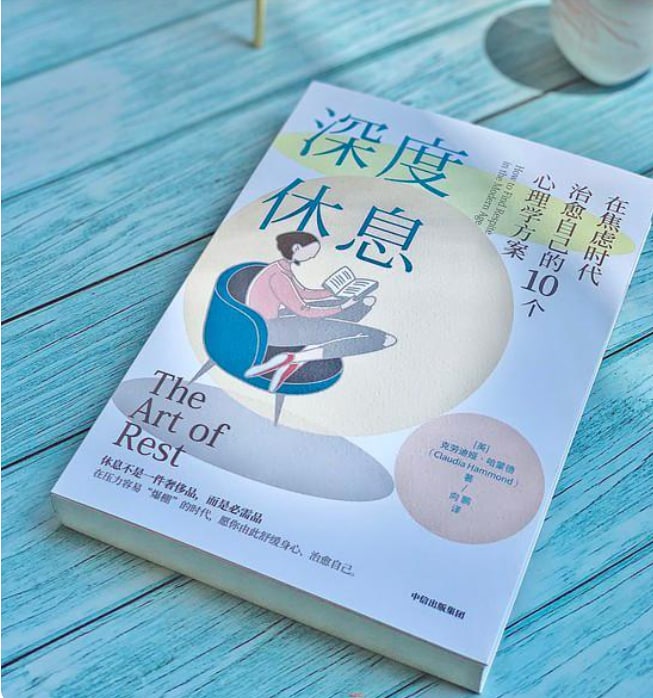 深度
休息
在焦虑时代
治愈自己的
心理学方案
10个
How to Find Respite
in the Modern Age
The
Art of
Rest
[英]
克劳迪娅·哈蒙德
(Claudia Hammond)
著
向鹏
译
休息不是一件奢侈品，而是必需品
在压力容易“爆棚”的时代，愿你由此舒缓身心、治愈自己。
中信出版集团